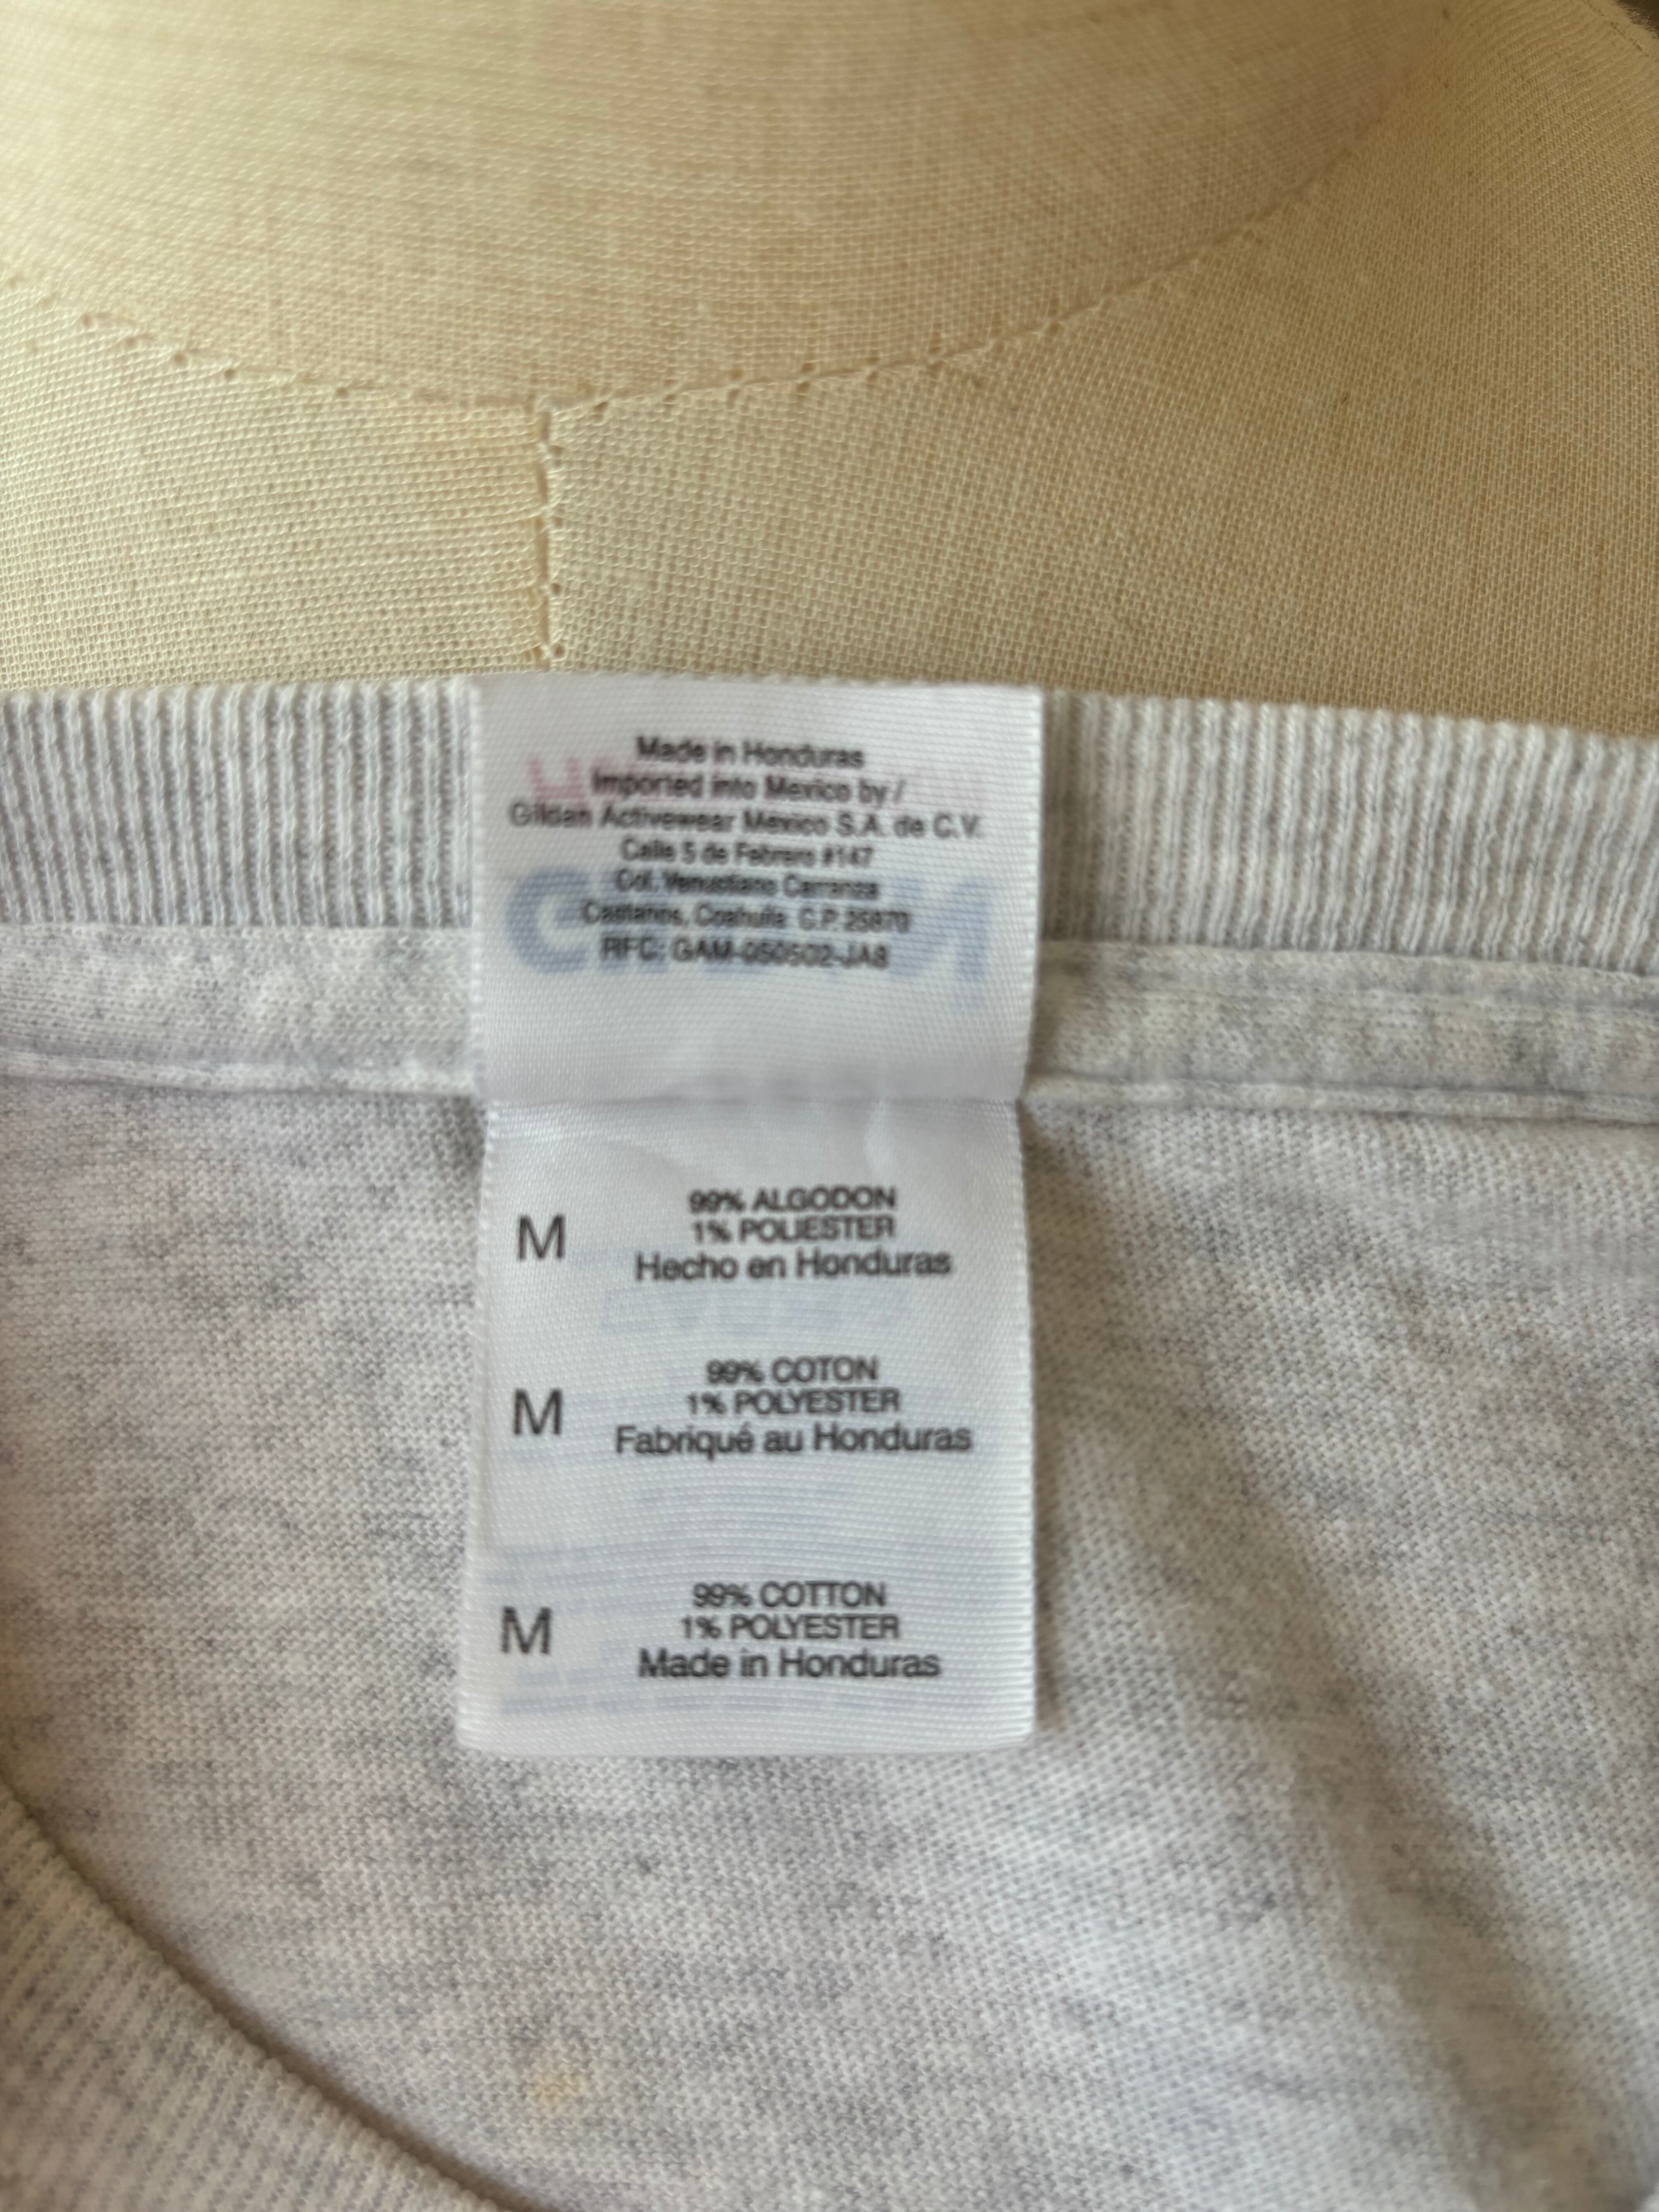 Made in Honduras
Imported into Mexico by /
Gildan Activewear Mexico S.A. de C.V.
Calle 5 de Febrero #147
Col. Venustiano Carranza
Castaños, Coahuila C.P. 25870
RFC: GAM-050502-JA8
M
99% ALGODON
1% POLIESTER
Hecho en Honduras
M
99% COTON
1% POLYESTER
Fabriqué au Honduras
M
99% COTTON
1% POLYESTER
Made in Honduras